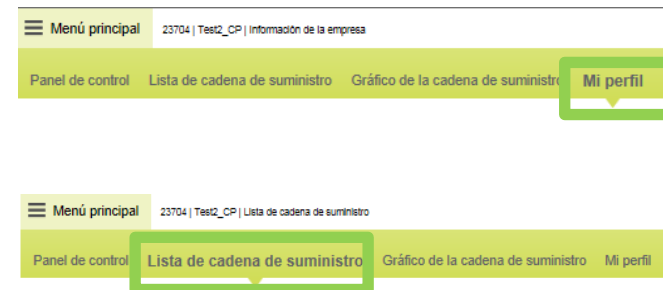 Menú principal 23704 | Test2_CP | Información de la empresa
Panel de control Lista de cadena de suministro Gráfico de la cadena de suministro Mi perfil
Menú principal 23704 | Test2_CP | Lista de cadena de suministro
Panel de control Lista de cadena de suministro Gráfico de la cadena de suministro Mi perfil